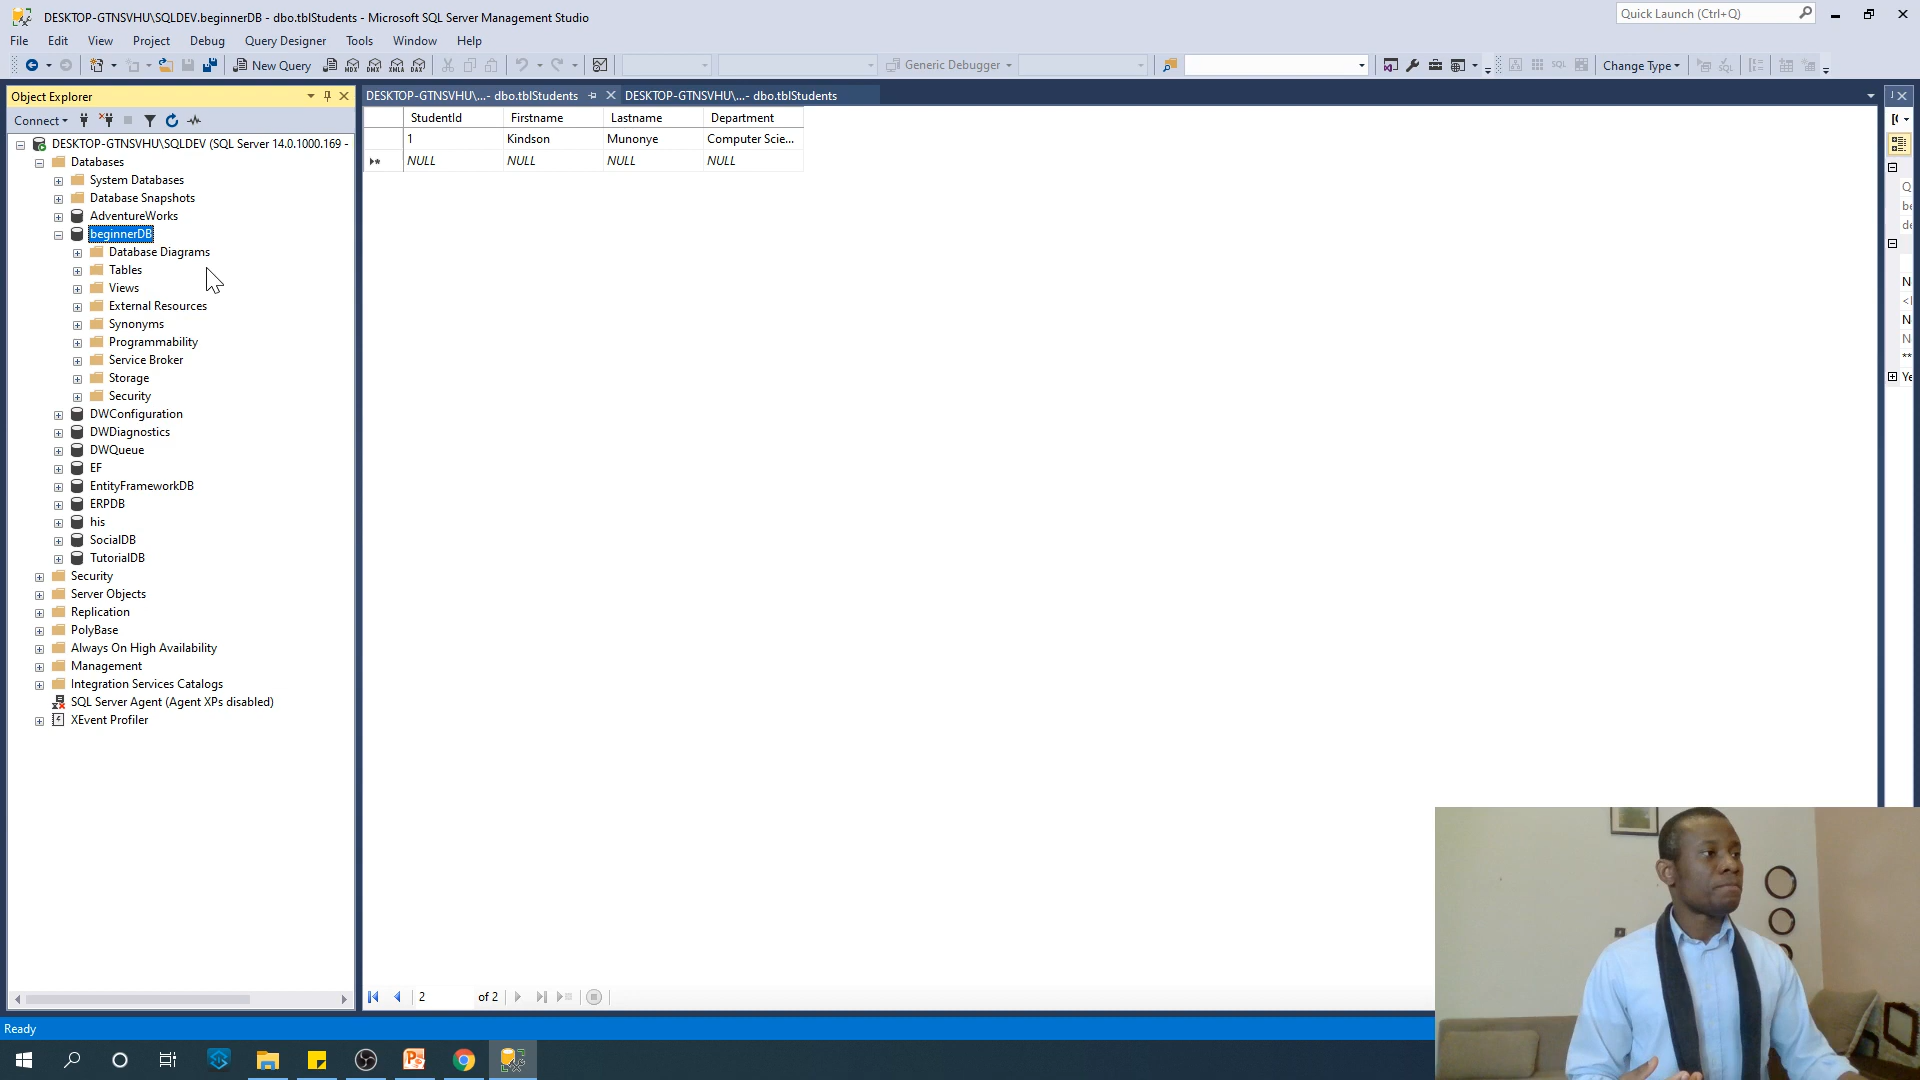 DESKTOP-GTNSVHU\SQLDEV.beginnerDB - dbo.tblStudents - Microsoft SQL Server Management Studio
Quick Launch (Ctrl+Q)
File Edit View Project Debug Query Designer Tools Window Help
New Query MDX DMX XMLA DAX Generic Debugger SQL Change Type
Object Explorer
DESKTOP-GTNSVHU\...- dbo.tblStudents DESKTOP-GTNSVHU\...- dbo.tblStudents
Connect
StudentId Firstname Lastname Department
1 Kindson Munonye Computer Scie...
NULL NULL NULL NULL
DESKTOP-GTNSVHU\SQLDEV (SQL Server 14.0.1000.169 -
Databases
System Databases
Database Snapshots
AdventureWorks
beginnerDB
Database Diagrams
Tables
Views
External Resources
Synonyms
Programmability
Service Broker
Storage
Security
DWConfiguration
DWDiagnostics
DWQueue
EF
EntityFrameworkDB
ERPDB
his
SocialDB
TutorialDB
Security
Server Objects
Replication
PolyBase
Always On High Availability
Management
Integration Services Catalogs
SQL Server Agent (Agent XPs disabled)
XEvent Profiler
2 of 2
Ready